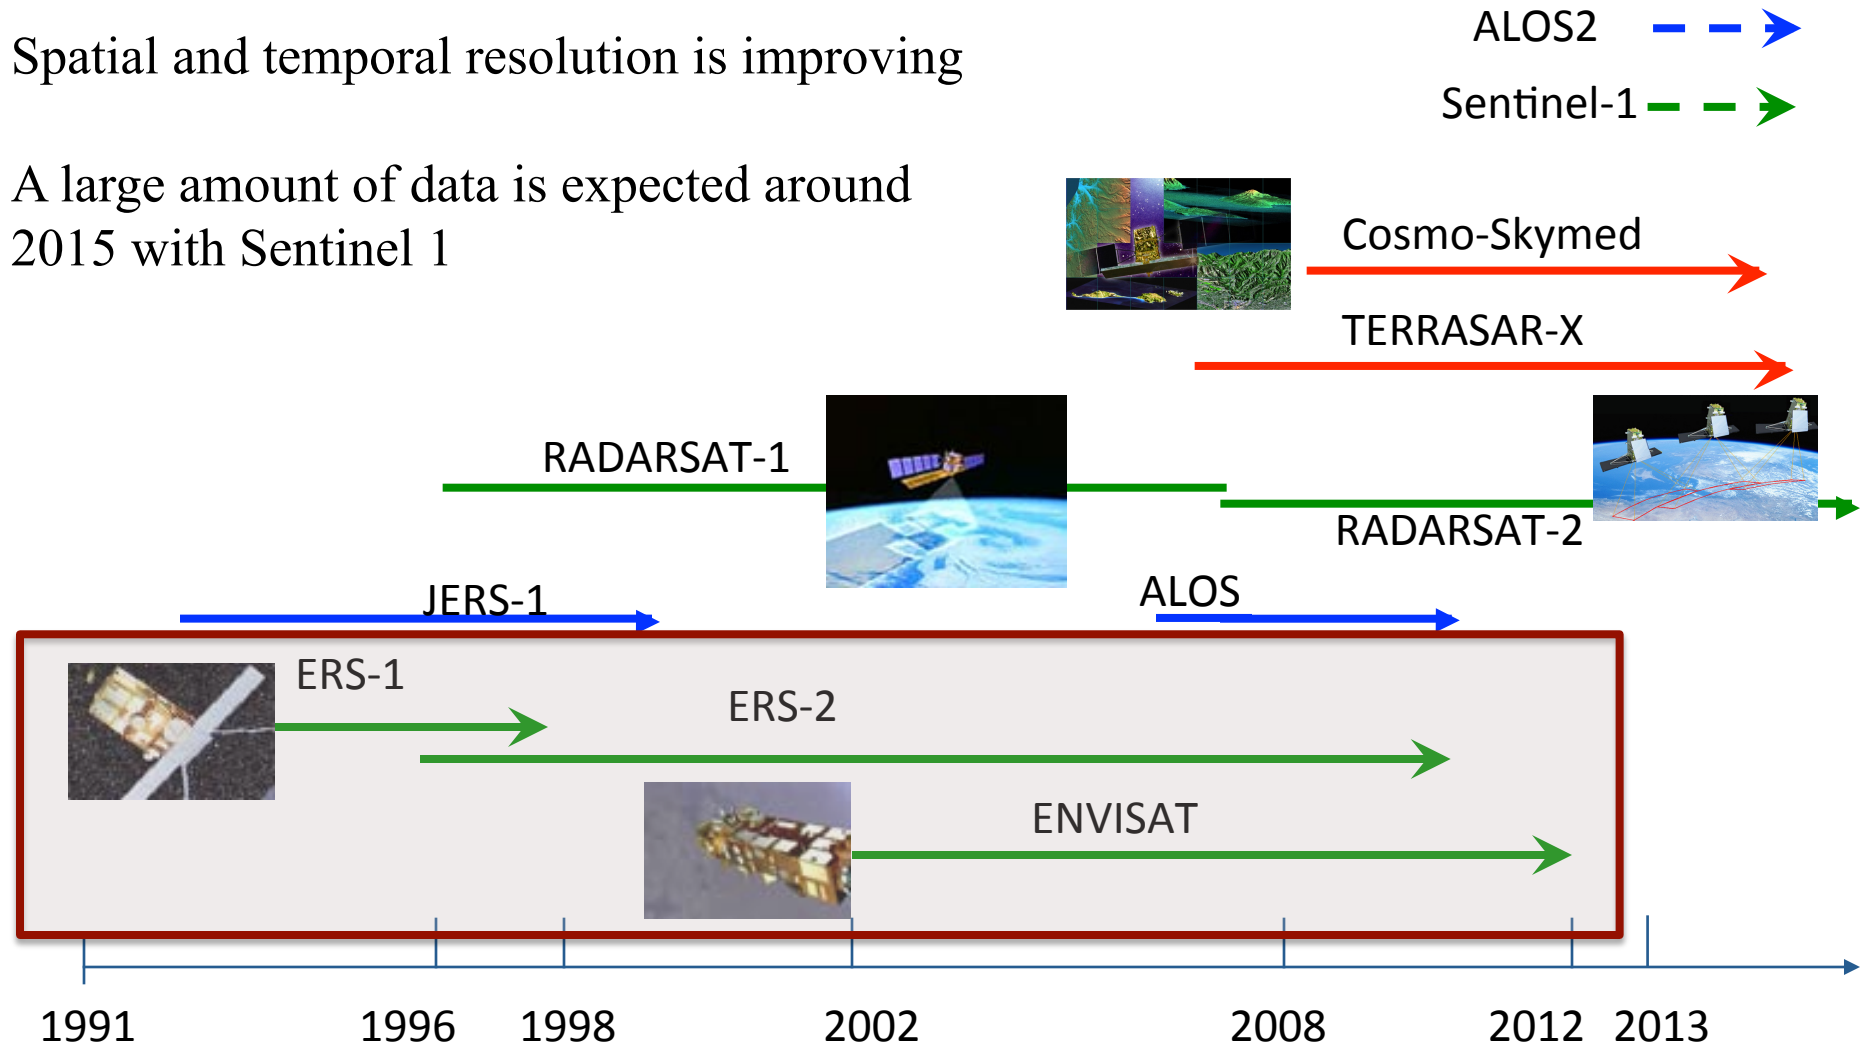 Spatial and temporal resolution is improving
A large amount of data is expected around
2015 with Sentinel 1
ALOS2
Sentinel-1
Cosmo-Skymed
TERRASAR-X
RADARSAT-1
RADARSAT-2
JERS-1
ALOS
ERS-1
ERS-2
ENVISAT
1991 1996 1998 2002 2008 2012 2013